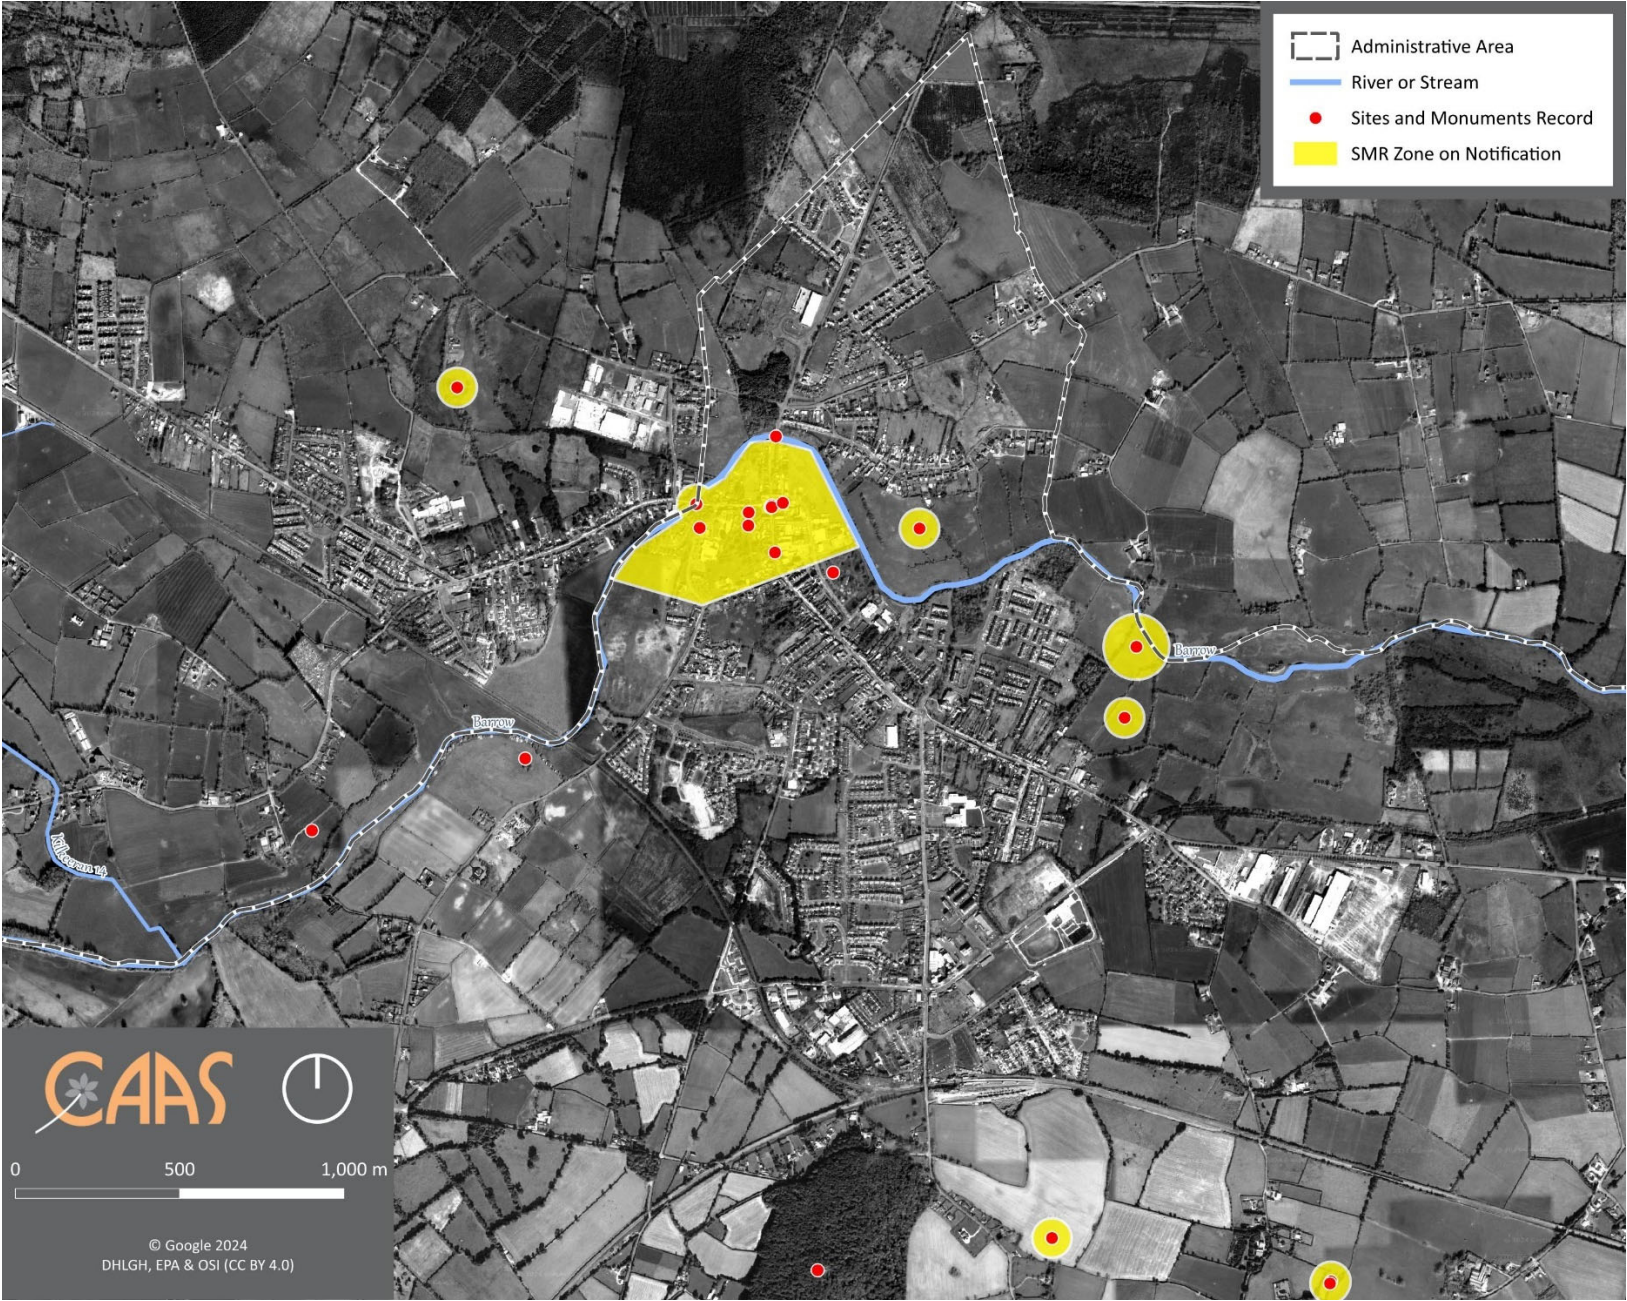 Administrative Area
River or Stream
Sites and Monuments Record
SMR Zone on Notification
Barrow
Barrow
Kilkeeran 14
CAAS
0 500 1,000 m
© Google 2024
DHLGH, EPA & OSI (CC BY 4.0)